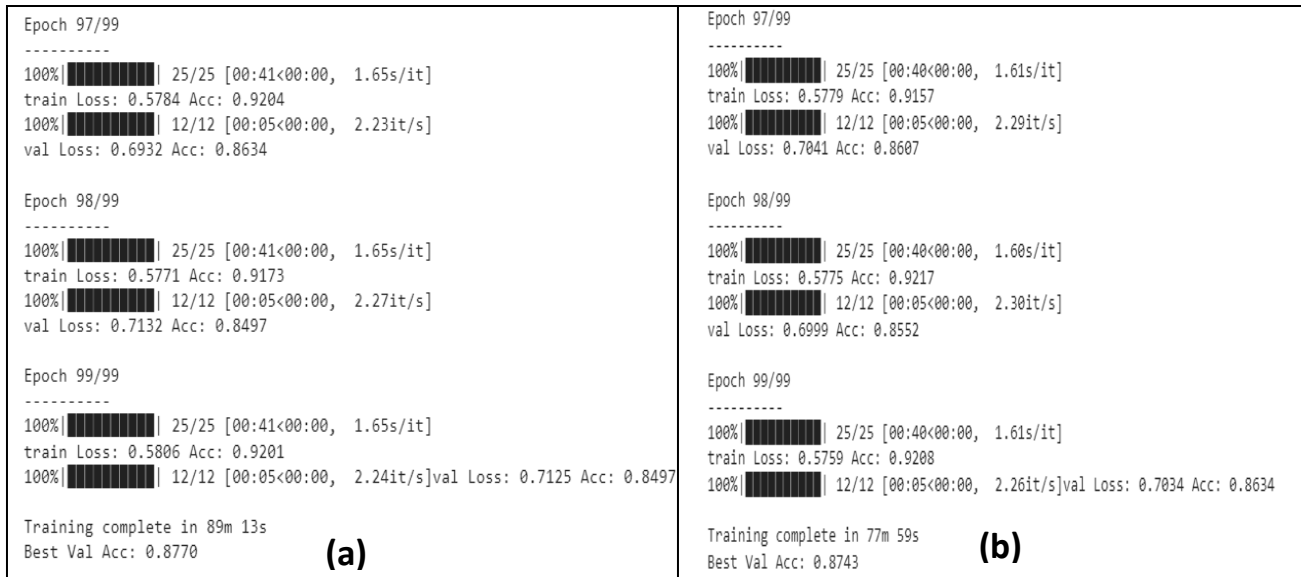 Epoch 97/99
----------
100%|██████████| 25/25 [00:41<00:00, 1.65s/it]
train Loss: 0.5784 Acc: 0.9204
100%|██████████| 12/12 [00:05<00:00, 2.23it/s]
val Loss: 0.6932 Acc: 0.8634
Epoch 98/99
----------
100%|██████████| 25/25 [00:41<00:00, 1.65s/it]
train Loss: 0.5771 Acc: 0.9173
100%|██████████| 12/12 [00:05<00:00, 2.27it/s]
val Loss: 0.7132 Acc: 0.8497
Epoch 99/99
----------
100%|██████████| 25/25 [00:41<00:00, 1.65s/it]
train Loss: 0.5806 Acc: 0.9201
100%|██████████| 12/12 [00:05<00:00, 2.24it/s]val Loss: 0.7125 Acc: 0.8497
Training complete in 89m 13s
Best Val Acc: 0.8770
(a)
Epoch 97/99
----------
100%|██████████| 25/25 [00:40<00:00, 1.61s/it]
train Loss: 0.5779 Acc: 0.9157
100%|██████████| 12/12 [00:05<00:00, 2.29it/s]
val Loss: 0.7041 Acc: 0.8607
Epoch 98/99
----------
100%|██████████| 25/25 [00:40<00:00, 1.60s/it]
train Loss: 0.5775 Acc: 0.9217
100%|██████████| 12/12 [00:05<00:00, 2.30it/s]
val Loss: 0.6999 Acc: 0.8552
Epoch 99/99
----------
100%|██████████| 25/25 [00:40<00:00, 1.61s/it]
train Loss: 0.5759 Acc: 0.9208
100%|██████████| 12/12 [00:05<00:00, 2.26it/s]val Loss: 0.7034 Acc: 0.8634
Training complete in 77m 59s
Best Val Acc: 0.8743
(b)